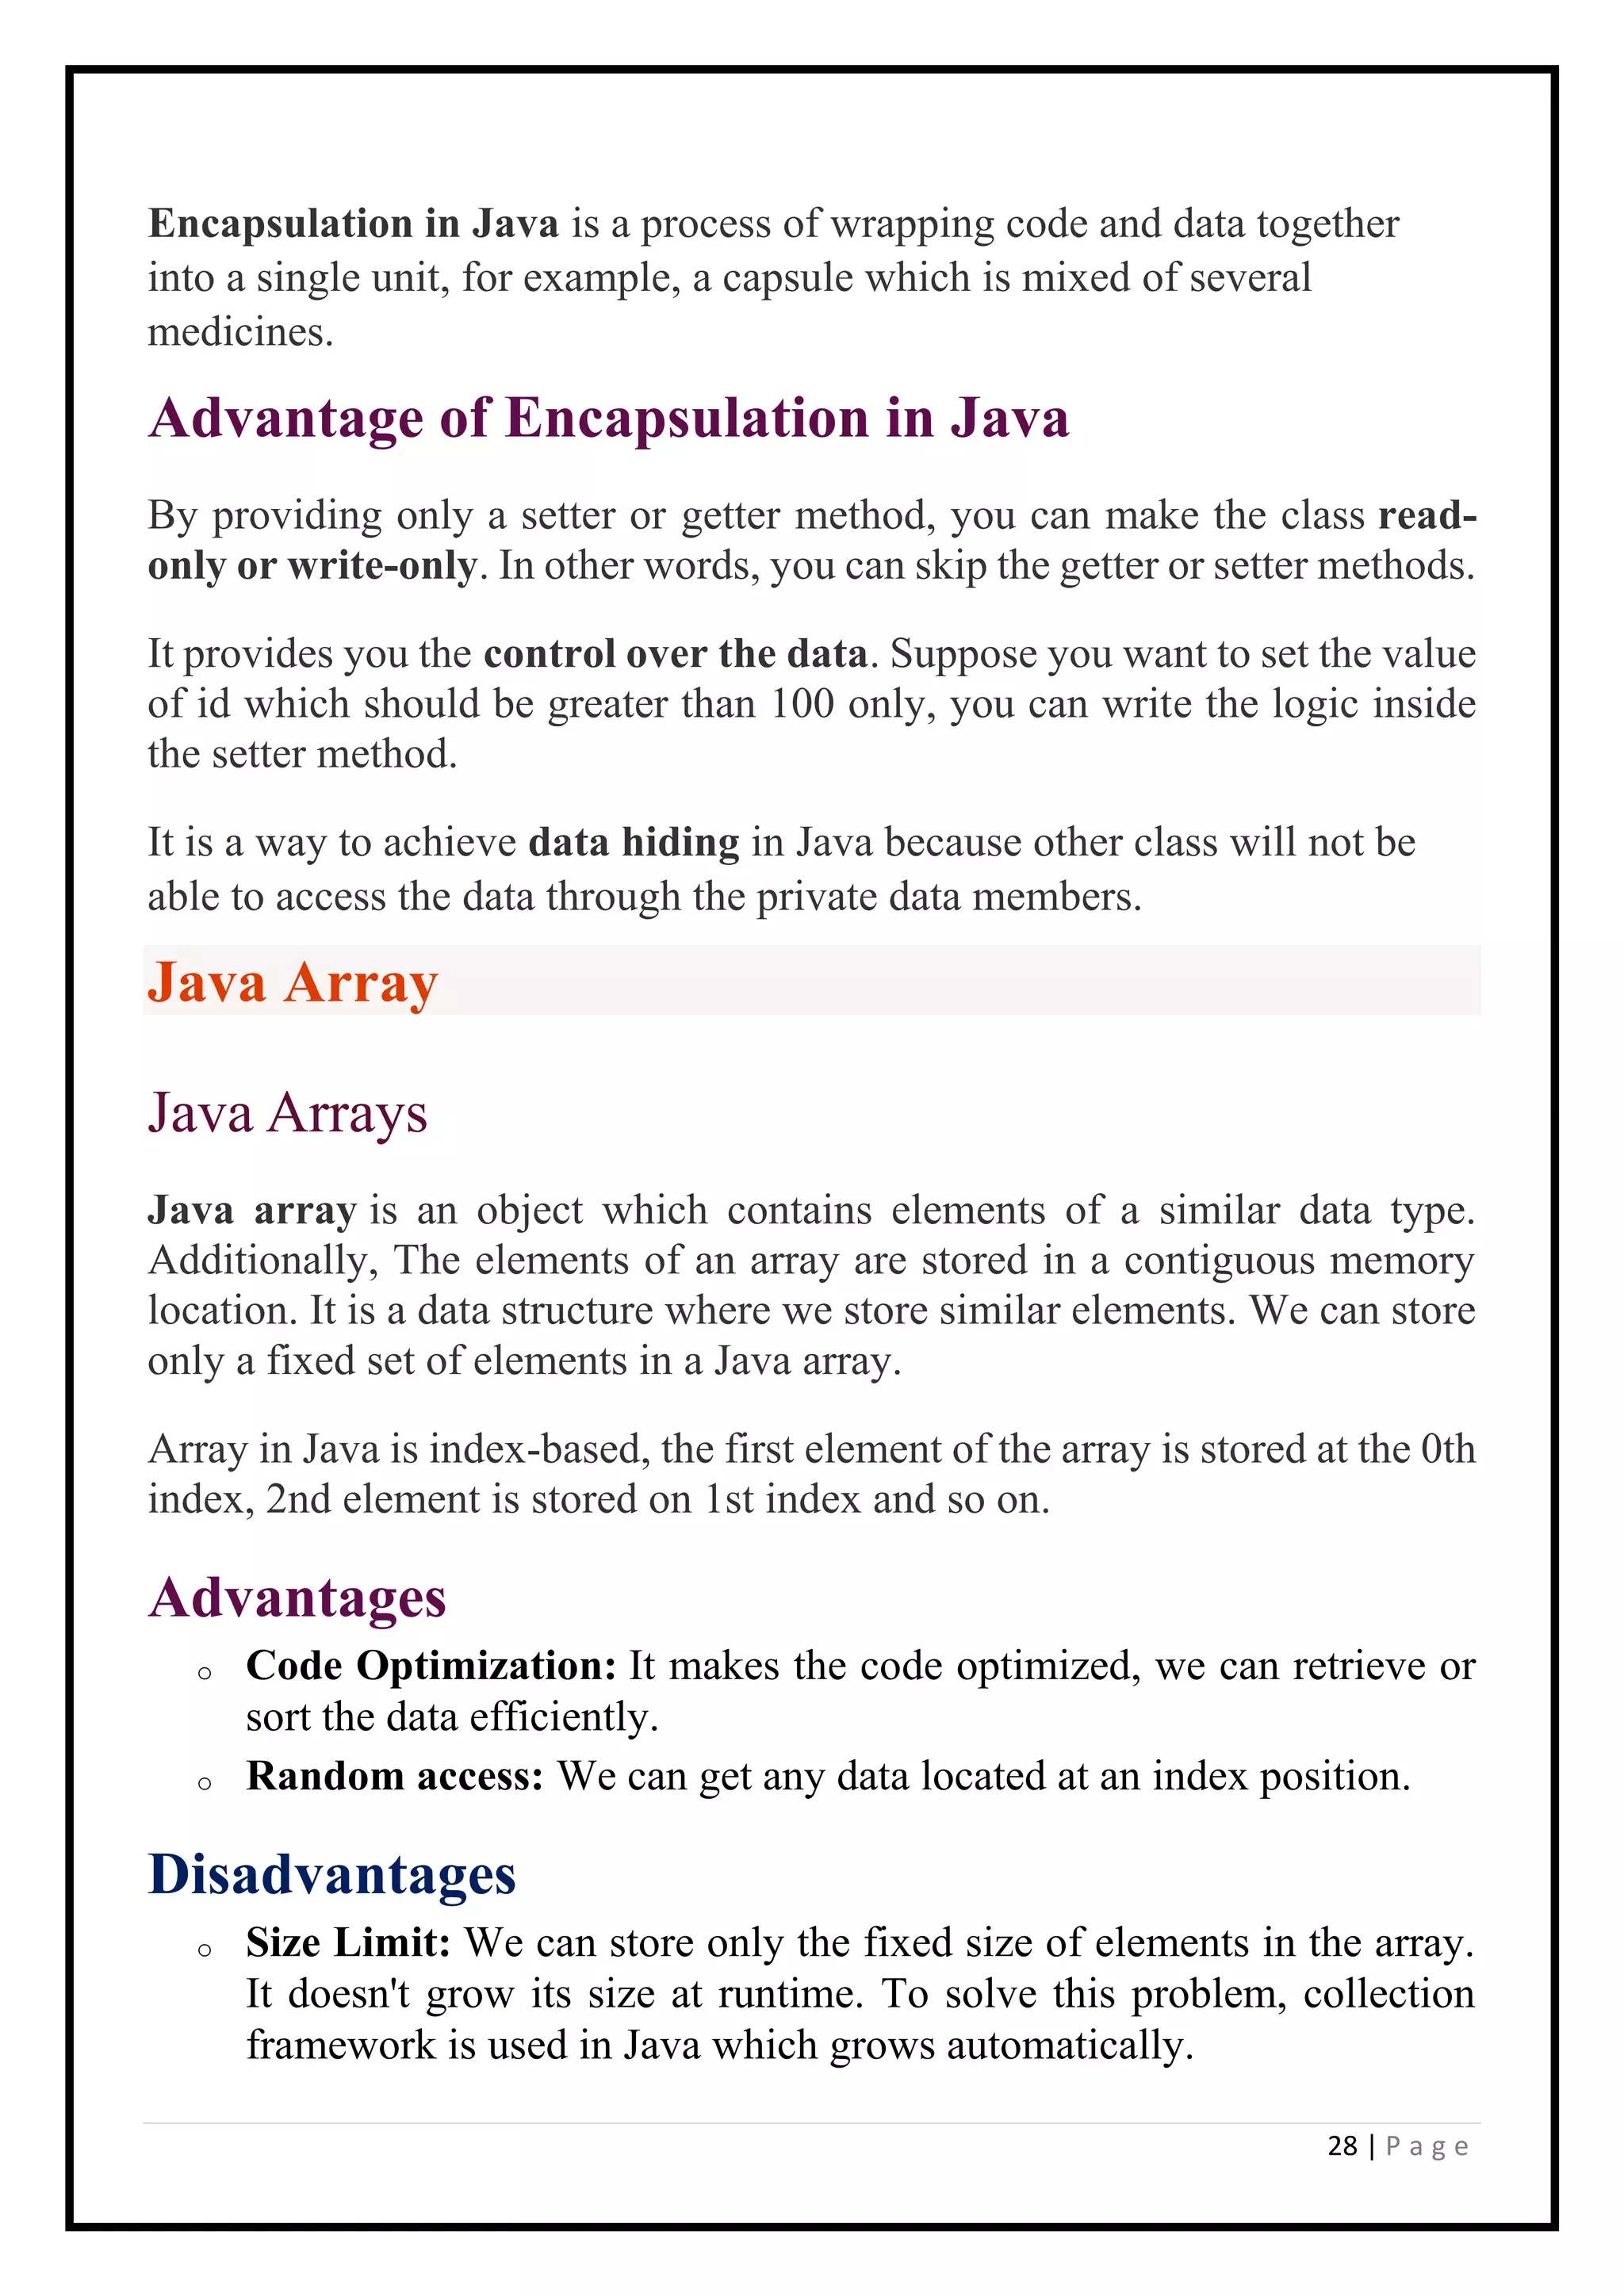 Encapsulation in Java is a process of wrapping code and data together
into a single unit, for example, a capsule which is mixed of several
medicines.
Advantage of Encapsulation in Java
By providing only a setter or getter method, you can make the class read-
only or write-only. In other words, you can skip the getter or setter methods.
It provides you the control over the data. Suppose you want to set the value
of id which should be greater than 100 only, you can write the logic inside
the setter method.
It is a way to achieve data hiding in Java because other class will not be
able to access the data through the private data members.
Java Array
Java Arrays
Java array is an object which contains elements of a similar data type.
Additionally, The elements of an array are stored in a contiguous memory
location. It is a data structure where we store similar elements. We can store
only a fixed set of elements in a Java array.
Array in Java is index-based, the first element of the array is stored at the 0th
index, 2nd element is stored on 1st index and so on.
Advantages
o Code Optimization: It makes the code optimized, we can retrieve or
sort the data efficiently.
o Random access: We can get any data located at an index position.
Disadvantages
o Size Limit: We can store only the fixed size of elements in the array.
It doesn't grow its size at runtime. To solve this problem, collection
framework is used in Java which grows automatically.
28 | P a g e